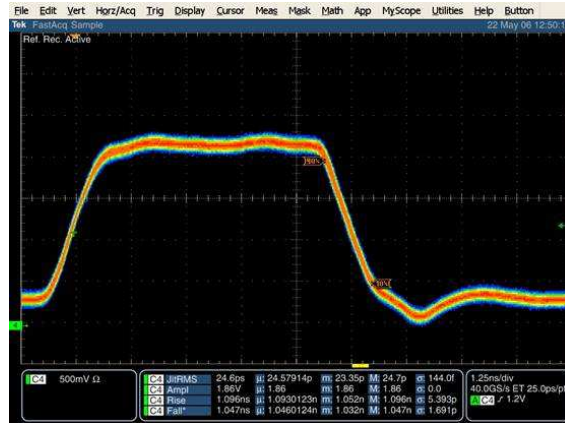 File Edit Vert Horz/Acq Trig Display Cursor Meas Mask Math App MyScope Utilities Help Button
Tek FastAcq Sample 22 May 06 12:50:1
Ref. Rec. Active
90%
10%
4
C4 500mV Ω
C4 JitRMS 24.6ps μ: 24.57914p m: 23.35p M: 24.7p σ: 144.0f
C4 Ampl 1.86V μ: 1.86 m: 1.86 M: 1.86 σ: 0.0
C4 Rise 1.096ns μ: 1.0930123n m: 1.052n M: 1.096n σ: 5.393p
C4 Fall* 1.047ns μ: 1.0460124n m: 1.032n M: 1.047n σ: 1.691p
1.25ns/div
40.0GS/s ET 25.0ps/pt
A C4 / 1.2V